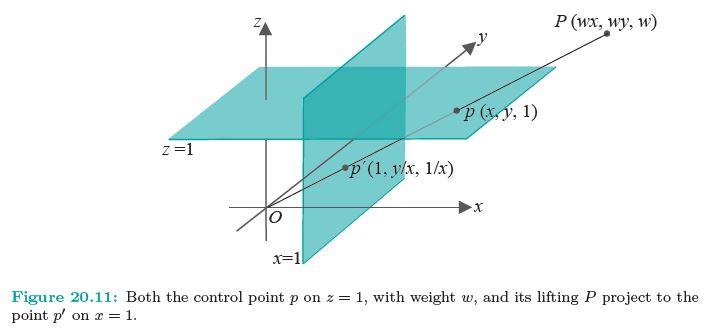 z
y
P (wx, wy, w)
p (x, y, 1)
z =1
p´(1, y/x, 1/x)
x
O
x=1
Figure 20.11: Both the control point p on z = 1, with weight w, and its lifting P project to the
point p′ on x = 1.